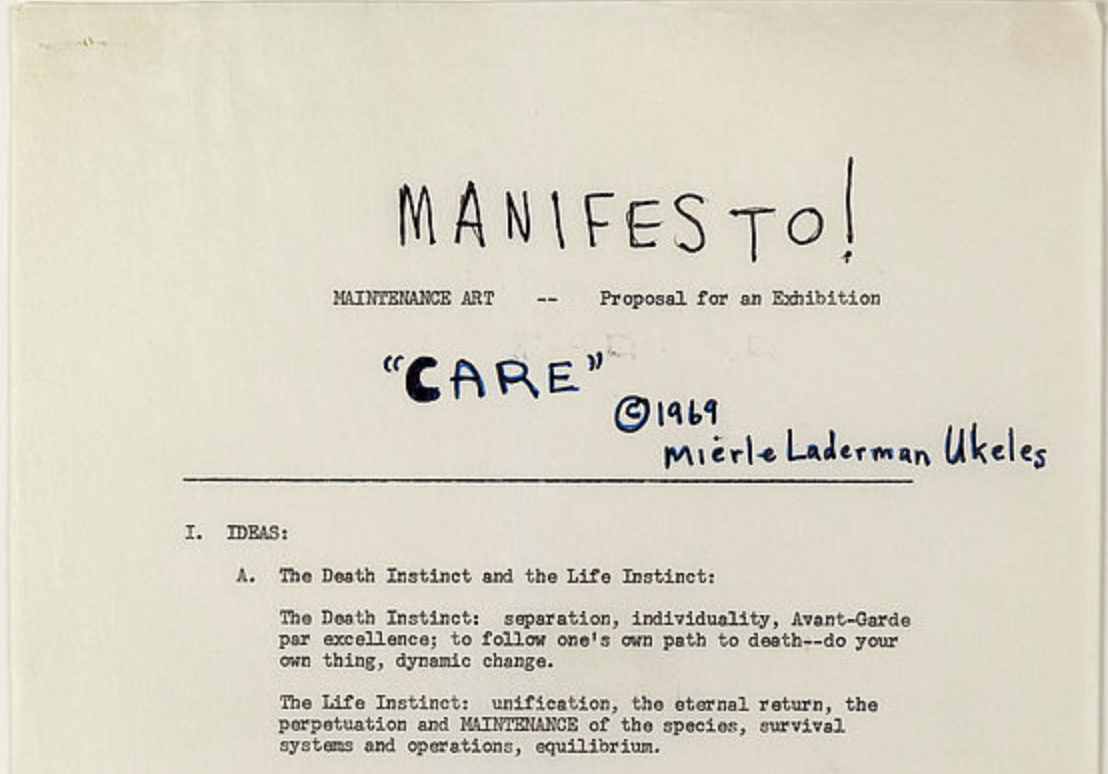 MANIFESTO!
MAINTENANCE ART -- Proposal for an Exhibition
"CARE"
©1969
Mierle Laderman Ukeles
I. IDEAS:
A. The Death Instinct and the Life Instinct:
The Death Instinct: separation, individuality, Avant-Garde
par excellence; to follow one's own path to death--do your
own thing, dynamic change.
The Life Instinct: unification, the eternal return, the
perpetuation and MAINTENANCE of the species, survival
systems and operations, equilibrium.